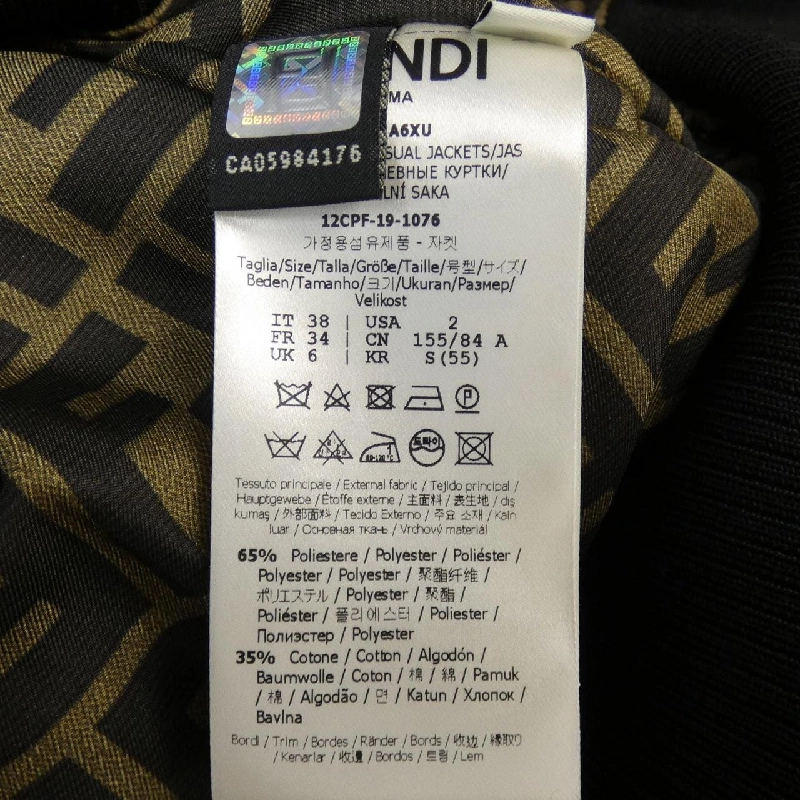 NDI
MA
CA05984176
A6XU
SUAL JACKETS/JAS
ЕВНЫЕ КУРТКИ/
LNÍ SAKA
12CPF-19-1076
가정용섬유제품 - 자켓
Taglia/Size/Talla/Größe/Taille/号型/サイズ/
Beden/Tamanho/크기/Ukuran/Размер/
Velikost
IT 38 | USA 2
FR 34 | CN 155/84 A
UK 6 | KR S(55)
P
드라이
Tessuto principale / External fabric / Tejido principal /
Hauptgewebe / Étoffe externe / 主面料 / 表生地 / dış
kumaş / 外部面料 / Tecido Externo / 주요 소재 / Kain
luar / Основная ткань / Vrchový materiál
65% Poliestere / Polyester / Poliéster /
Polyester / Polyester / 聚酯纤维 /
ポリエステル / Polyester / 聚酯 /
Poliéster / 폴리에스터 / Poliester /
Полиэстер / Polyester
35% Cotone / Cotton / Algodón /
Baumwolle / Coton / 棉 / 綿 / Pamuk
/ 棉 / Algodão / 면 / Katun / Хлопок /
Bavlna
Bordi / Trim / Bordes / Ränder / Bords / 收边 / 縁取り
/ Kenarlar / 收邊 / Bordos / 트림 / Lem